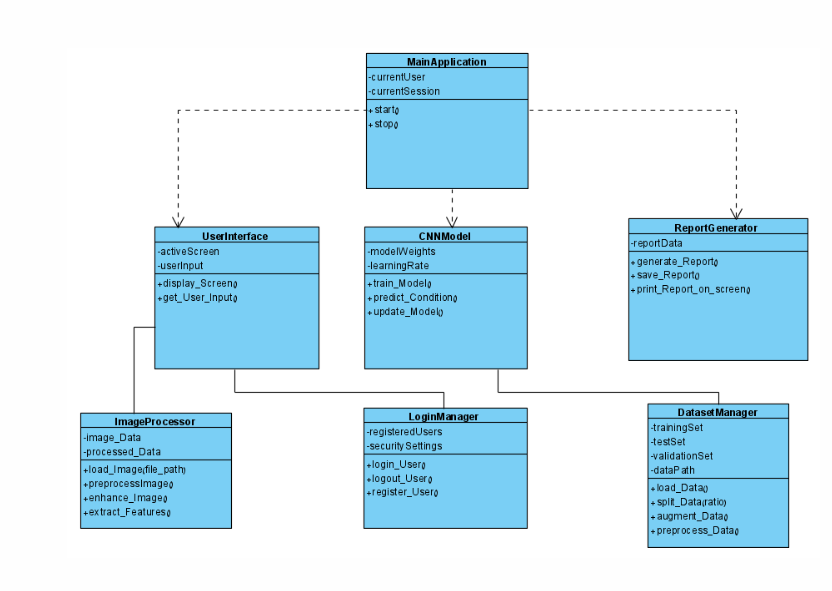 MainApplication
-currentUser
-currentSession
+start()
+stop()
UserInterface
-activeScreen
-userInput
+display_Screen()
+get_User_Input()
CNNModel
-modelWeights
-learningRate
+train_Model()
+predict_Condition()
+update_Model()
ReportGenerator
-reportData
+generate_Report()
+save_Report()
+print_Report_on_screen()
ImageProcessor
-image_Data
-processed_Data
+load_Image(file_path)
+preprocessImage()
+enhance_Image()
+extract_Features()
LoginManager
-registeredUsers
-securitySettings
+login_User()
+logout_User()
+register_User()
DatasetManager
-trainingSet
-testSet
-validationSet
-dataPath
+load_Data()
+split_Data(ratio)
+augment_Data()
+preprocess_Data()